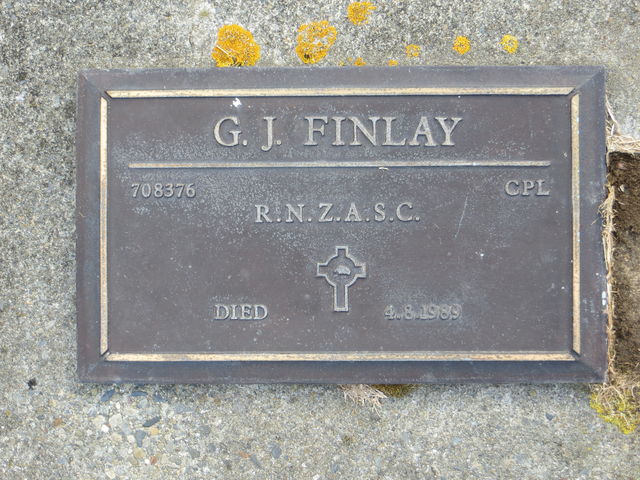 G. J. FINLAY
708376 CPL
R.N.Z.A.S.C.
DIED 4.8.1989